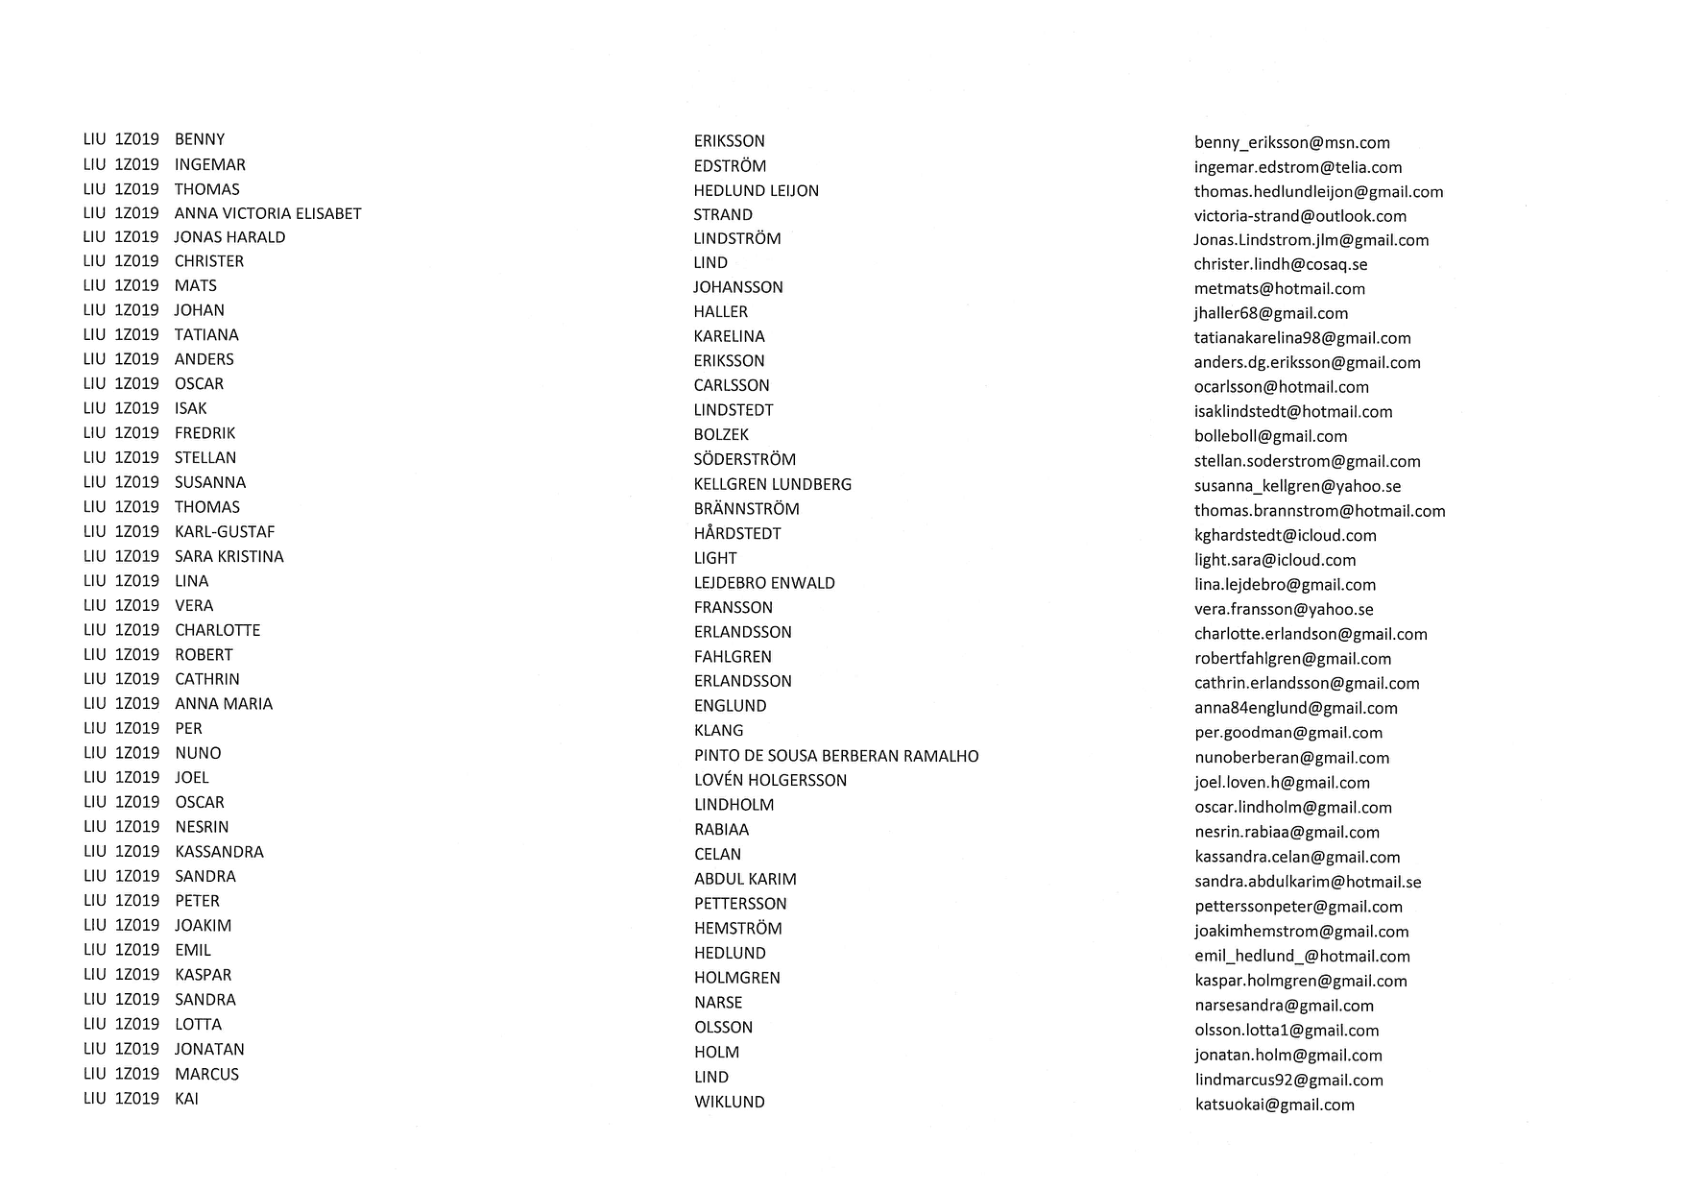 LIU 1Z019 BENNY ERIKSSON benny_eriksson@msn.com
LIU 1Z019 INGEMAR EDSTRÖM ingemar.edstrom@telia.com
LIU 1Z019 THOMAS HEDLUND LEIJON thomas.hedlundleijon@gmail.com
LIU 1Z019 ANNA VICTORIA ELISABET STRAND victoria-strand@outlook.com
LIU 1Z019 JONAS HARALD LINDSTRÖM Jonas.Lindstrom.jlm@gmail.com
LIU 1Z019 CHRISTER LIND christer.lindh@cosaq.se
LIU 1Z019 MATS JOHANSSON metmats@hotmail.com
LIU 1Z019 JOHAN HALLER jhaller68@gmail.com
LIU 1Z019 TATIANA KARELINA tatianakarelina98@gmail.com
LIU 1Z019 ANDERS ERIKSSON anders.dg.eriksson@gmail.com
LIU 1Z019 OSCAR CARLSSON ocarlsson@hotmail.com
LIU 1Z019 ISAK LINDSTEDT isaklindstedt@hotmail.com
LIU 1Z019 FREDRIK BOLZEK bolleboll@gmail.com
LIU 1Z019 STELLAN SÖDERSTRÖM stellan.soderstrom@gmail.com
LIU 1Z019 SUSANNA KELLGREN LUNDBERG susanna_kellgren@yahoo.se
LIU 1Z019 THOMAS BRÄNNSTRÖM thomas.brannstrom@hotmail.com
LIU 1Z019 KARL-GUSTAF HÅRDSTEDT kghardstedt@icloud.com
LIU 1Z019 SARA KRISTINA LIGHT light.sara@icloud.com
LIU 1Z019 LINA LEJDEBRO ENWALD lina.lejdebro@gmail.com
LIU 1Z019 VERA FRANSSON vera.fransson@yahoo.se
LIU 1Z019 CHARLOTTE ERLANDSSON charlotte.erlandson@gmail.com
LIU 1Z019 ROBERT FAHLGREN robertfahlgren@gmail.com
LIU 1Z019 CATHRIN ERLANDSSON cathrin.erlandsson@gmail.com
LIU 1Z019 ANNA MARIA ENGLUND anna84englund@gmail.com
LIU 1Z019 PER KLANG per.goodman@gmail.com
LIU 1Z019 NUNO PINTO DE SOUSA BERBERAN RAMALHO nunoberberan@gmail.com
LIU 1Z019 JOEL LOVÉN HOLGERSSON joel.loven.h@gmail.com
LIU 1Z019 OSCAR LINDHOLM oscar.lindholm@gmail.com
LIU 1Z019 NESRIN RABIAA nesrin.rabiaa@gmail.com
LIU 1Z019 KASSANDRA CELAN kassandra.celan@gmail.com
LIU 1Z019 SANDRA ABDUL KARIM sandra.abdulkarim@hotmail.se
LIU 1Z019 PETER PETTERSSON petterssonpeter@gmail.com
LIU 1Z019 JOAKIM HEMSTRÖM joakimhemstrom@gmail.com
LIU 1Z019 EMIL HEDLUND emil_hedlund_@hotmail.com
LIU 1Z019 KASPAR HOLMGREN kaspar.holmgren@gmail.com
LIU 1Z019 SANDRA NARSE narsesandra@gmail.com
LIU 1Z019 LOTTA OLSSON olsson.lotta1@gmail.com
LIU 1Z019 JONATAN HOLM jonatan.holm@gmail.com
LIU 1Z019 MARCUS LIND lindmarcus92@gmail.com
LIU 1Z019 KAI WIKLUND katsuokai@gmail.com